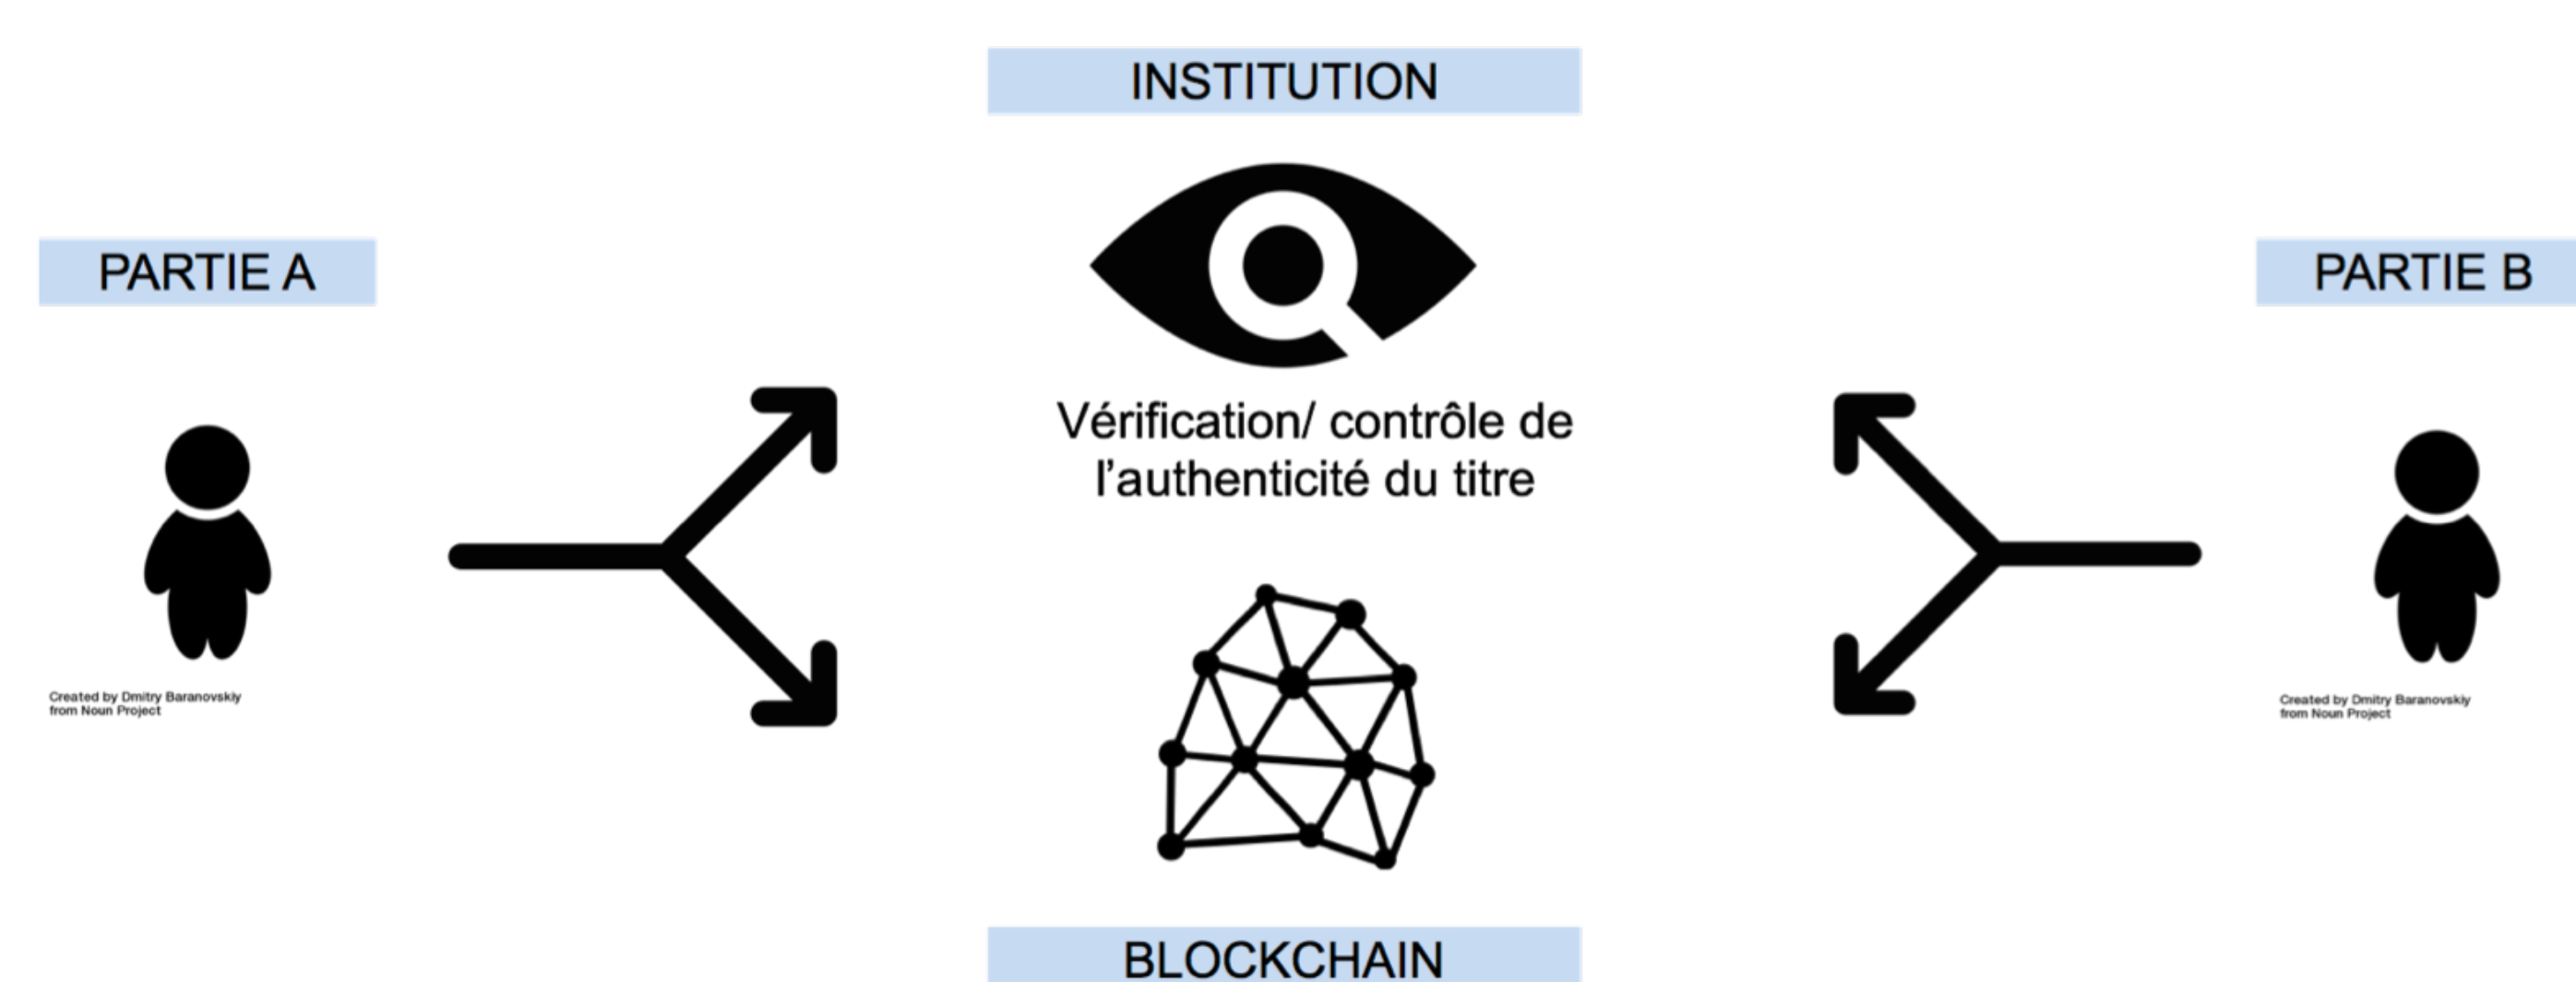 INSTITUTION
PARTIE A
PARTIE B
Vérification/ contrôle de
l'authenticité du titre
Created by Dmitry Baranovskiy
from Noun Project
Created by Dmitry Baranovskiy
from Noun Project
BLOCKCHAIN